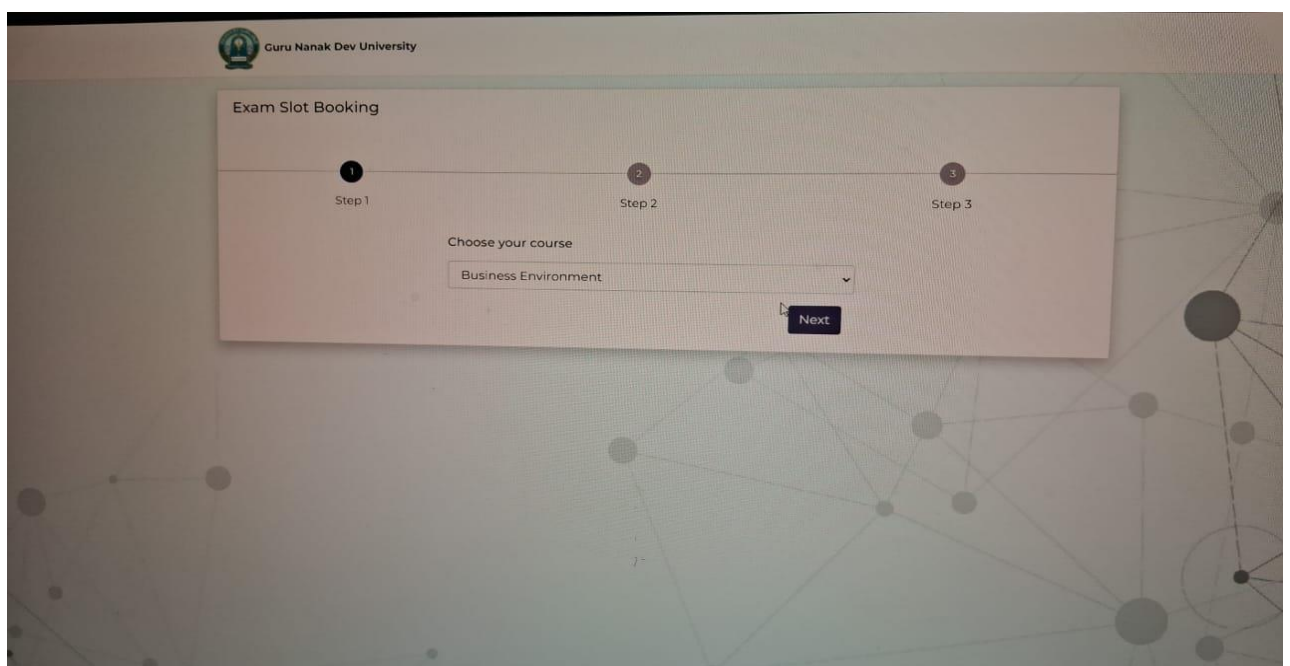 Guru Nanak Dev University
Exam Slot Booking
1
2
3
Step 1
Step 2
Step 3
Choose your course
Business Environment
Next